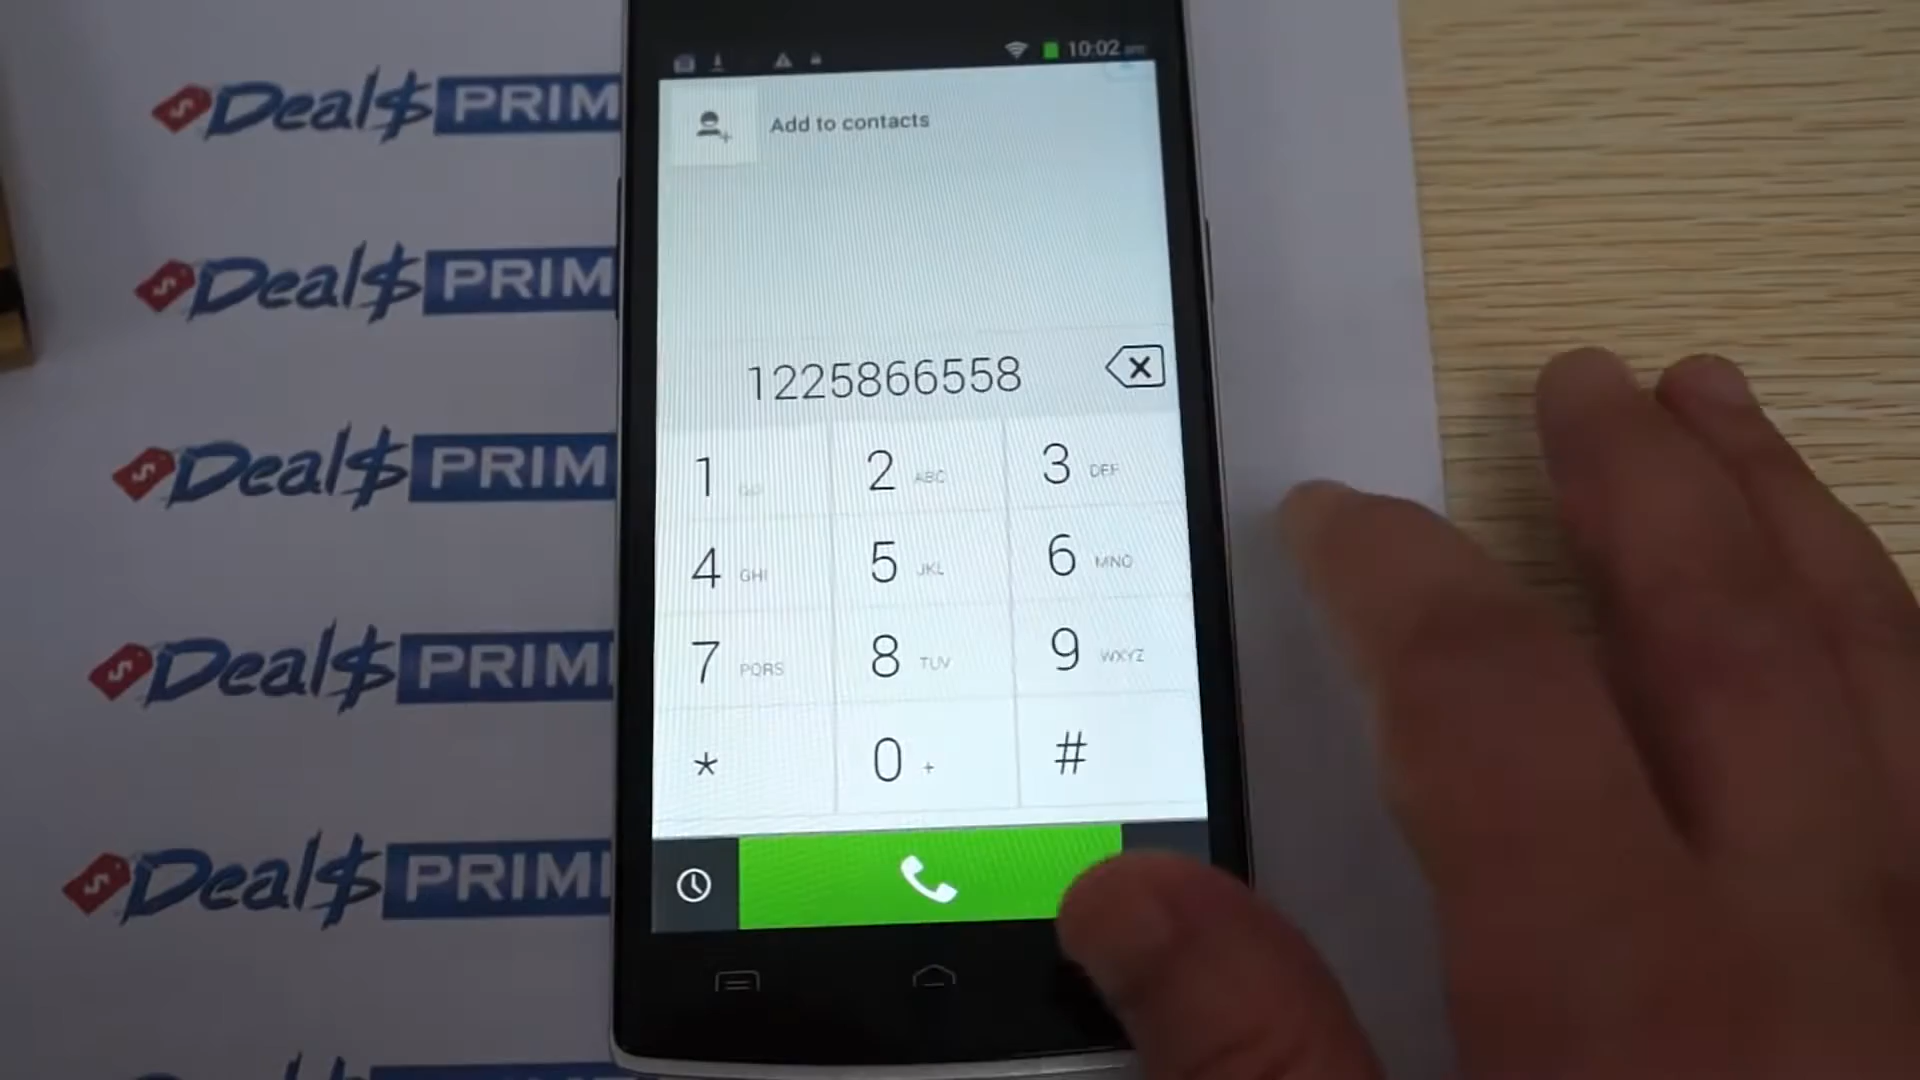 10:02 am
Add to contacts
1225866558
1
2 ABC
3 DEF
4 GHI
5 JKL
6 MNO
7 PQRS
8 TUV
9 WXYZ
*
0 +
#
Deal$ PRIM
Deal$ PRIM
Deal$ PRIM
Deal$ PRIM
Deal$ PRIM